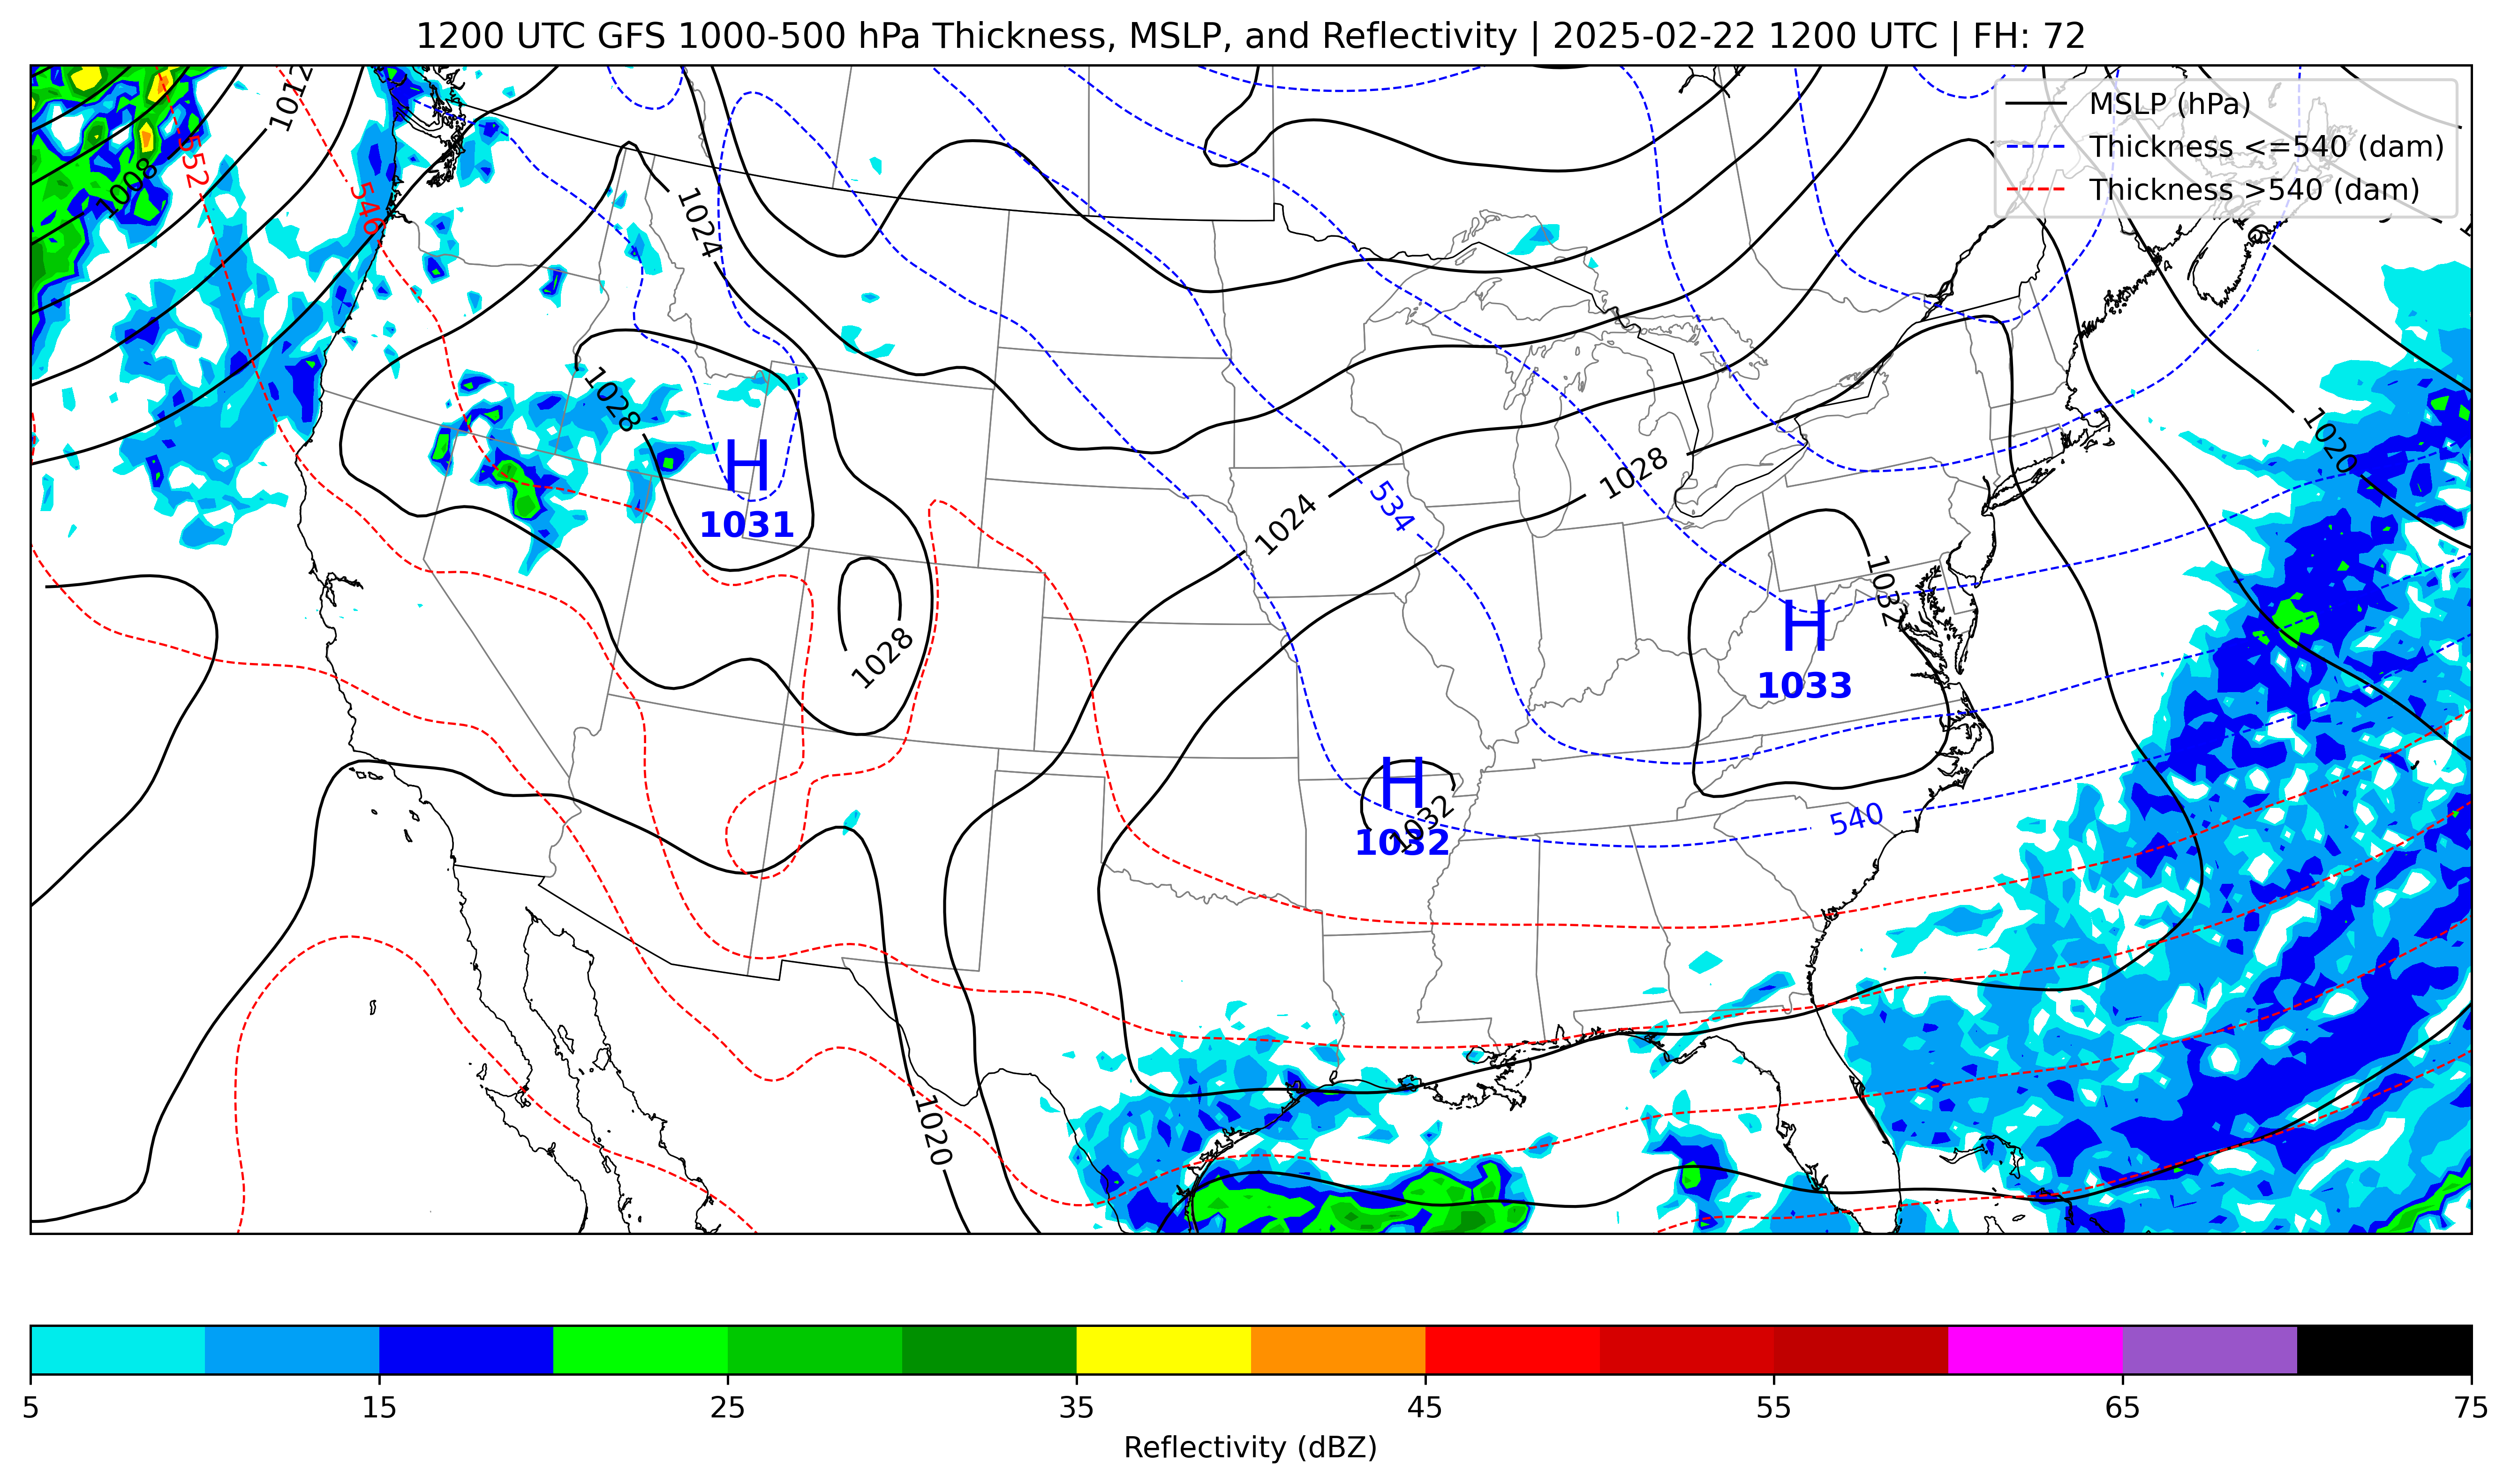 1200 UTC GFS 1000-500 hPa Thickness, MSLP, and Reflectivity | 2025-02-22 1200 UTC | FH: 72
MSLP (hPa)
Thickness <=540 (dam)
Thickness >540 (dam)
1012
1008
552
546
1024
1028
H
1031
1028
1024
534
1028
1020
1032
H
1033
H
1032
1032
540
1020
5 15 25 35 45 55 65 75
Reflectivity (dBZ)